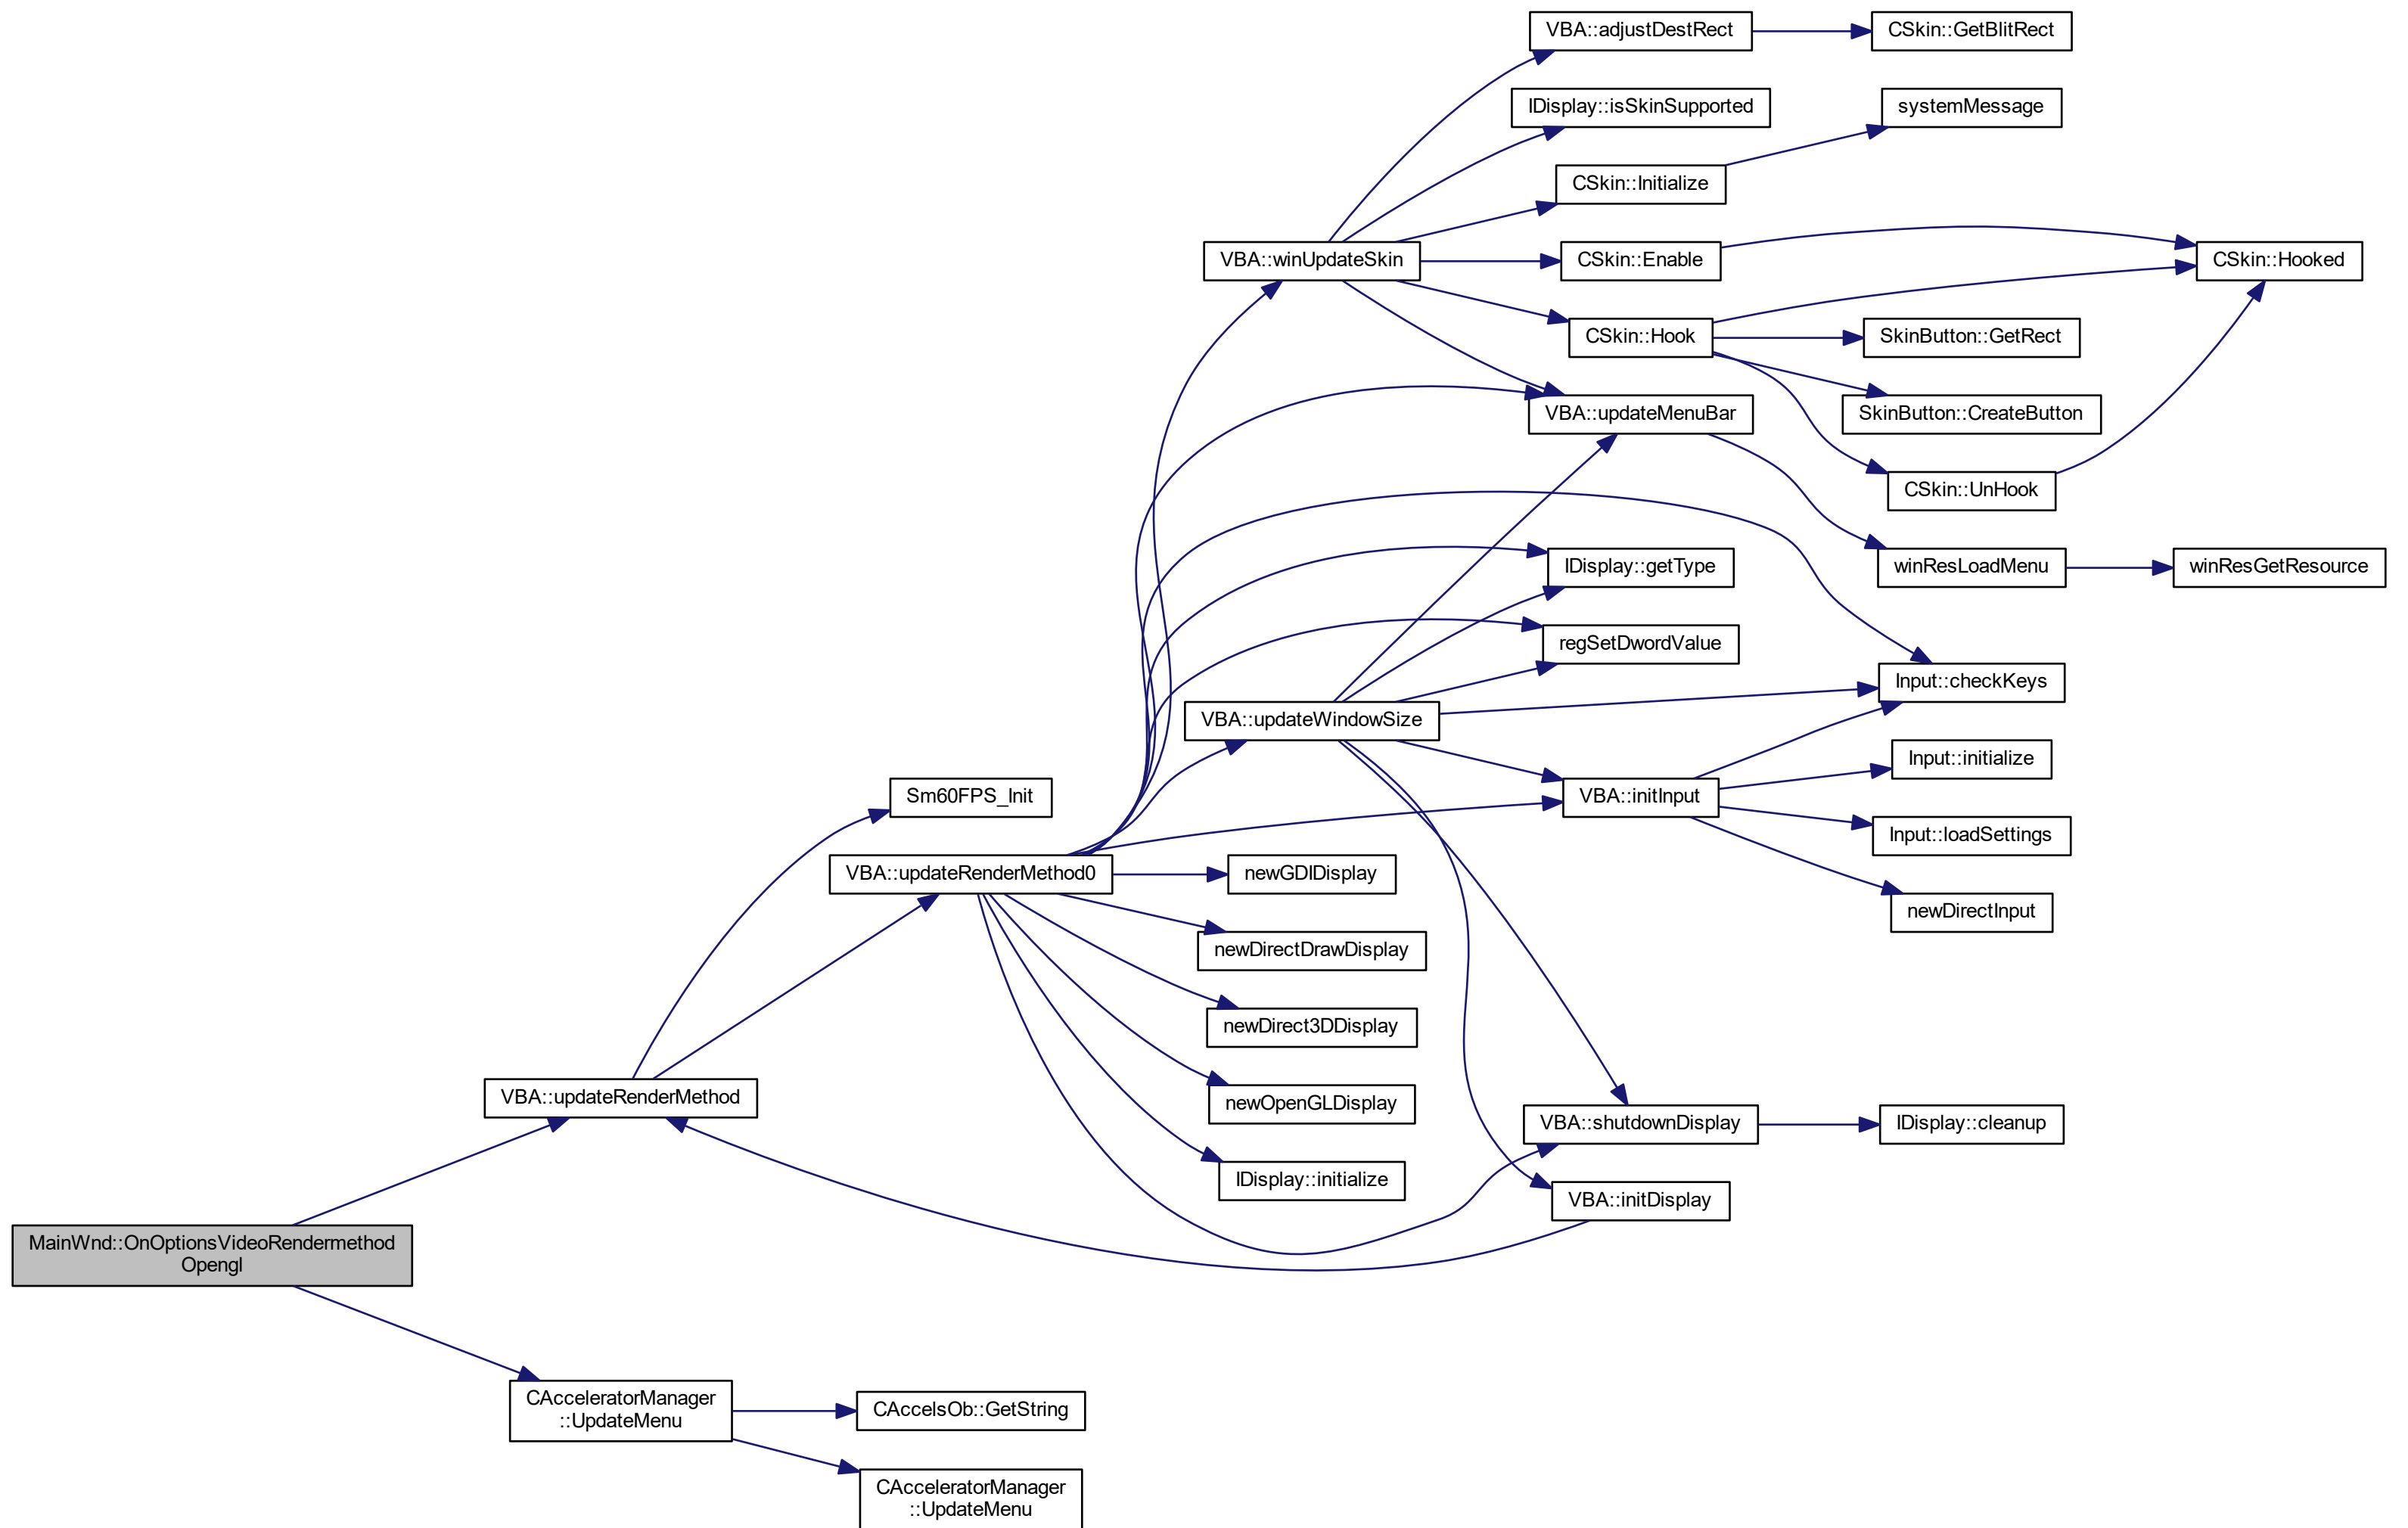 VBA::adjustDestRect
CSkin::GetBlitRect
IDisplay::isSkinSupported
systemMessage
CSkin::Initialize
VBA::winUpdateSkin
CSkin::Enable
CSkin::Hooked
CSkin::Hook
SkinButton::GetRect
VBA::updateMenuBar
SkinButton::CreateButton
CSkin::UnHook
IDisplay::getType
winResLoadMenu
winResGetResource
regSetDwordValue
Input::checkKeys
VBA::updateWindowSize
Input::initialize
Sm60FPS_Init
VBA::initInput
Input::loadSettings
VBA::updateRenderMethod0
newGDIDisplay
newDirectInput
newDirectDrawDisplay
newDirect3DDisplay
VBA::updateRenderMethod
newOpenGLDisplay
VBA::shutdownDisplay
IDisplay::cleanup
IDisplay::initialize
VBA::initDisplay
MainWnd::OnOptionsVideoRendermethod
Opengl
CAcceleratorManager
::UpdateMenu
CAccelsOb::GetString
CAcceleratorManager
::UpdateMenu